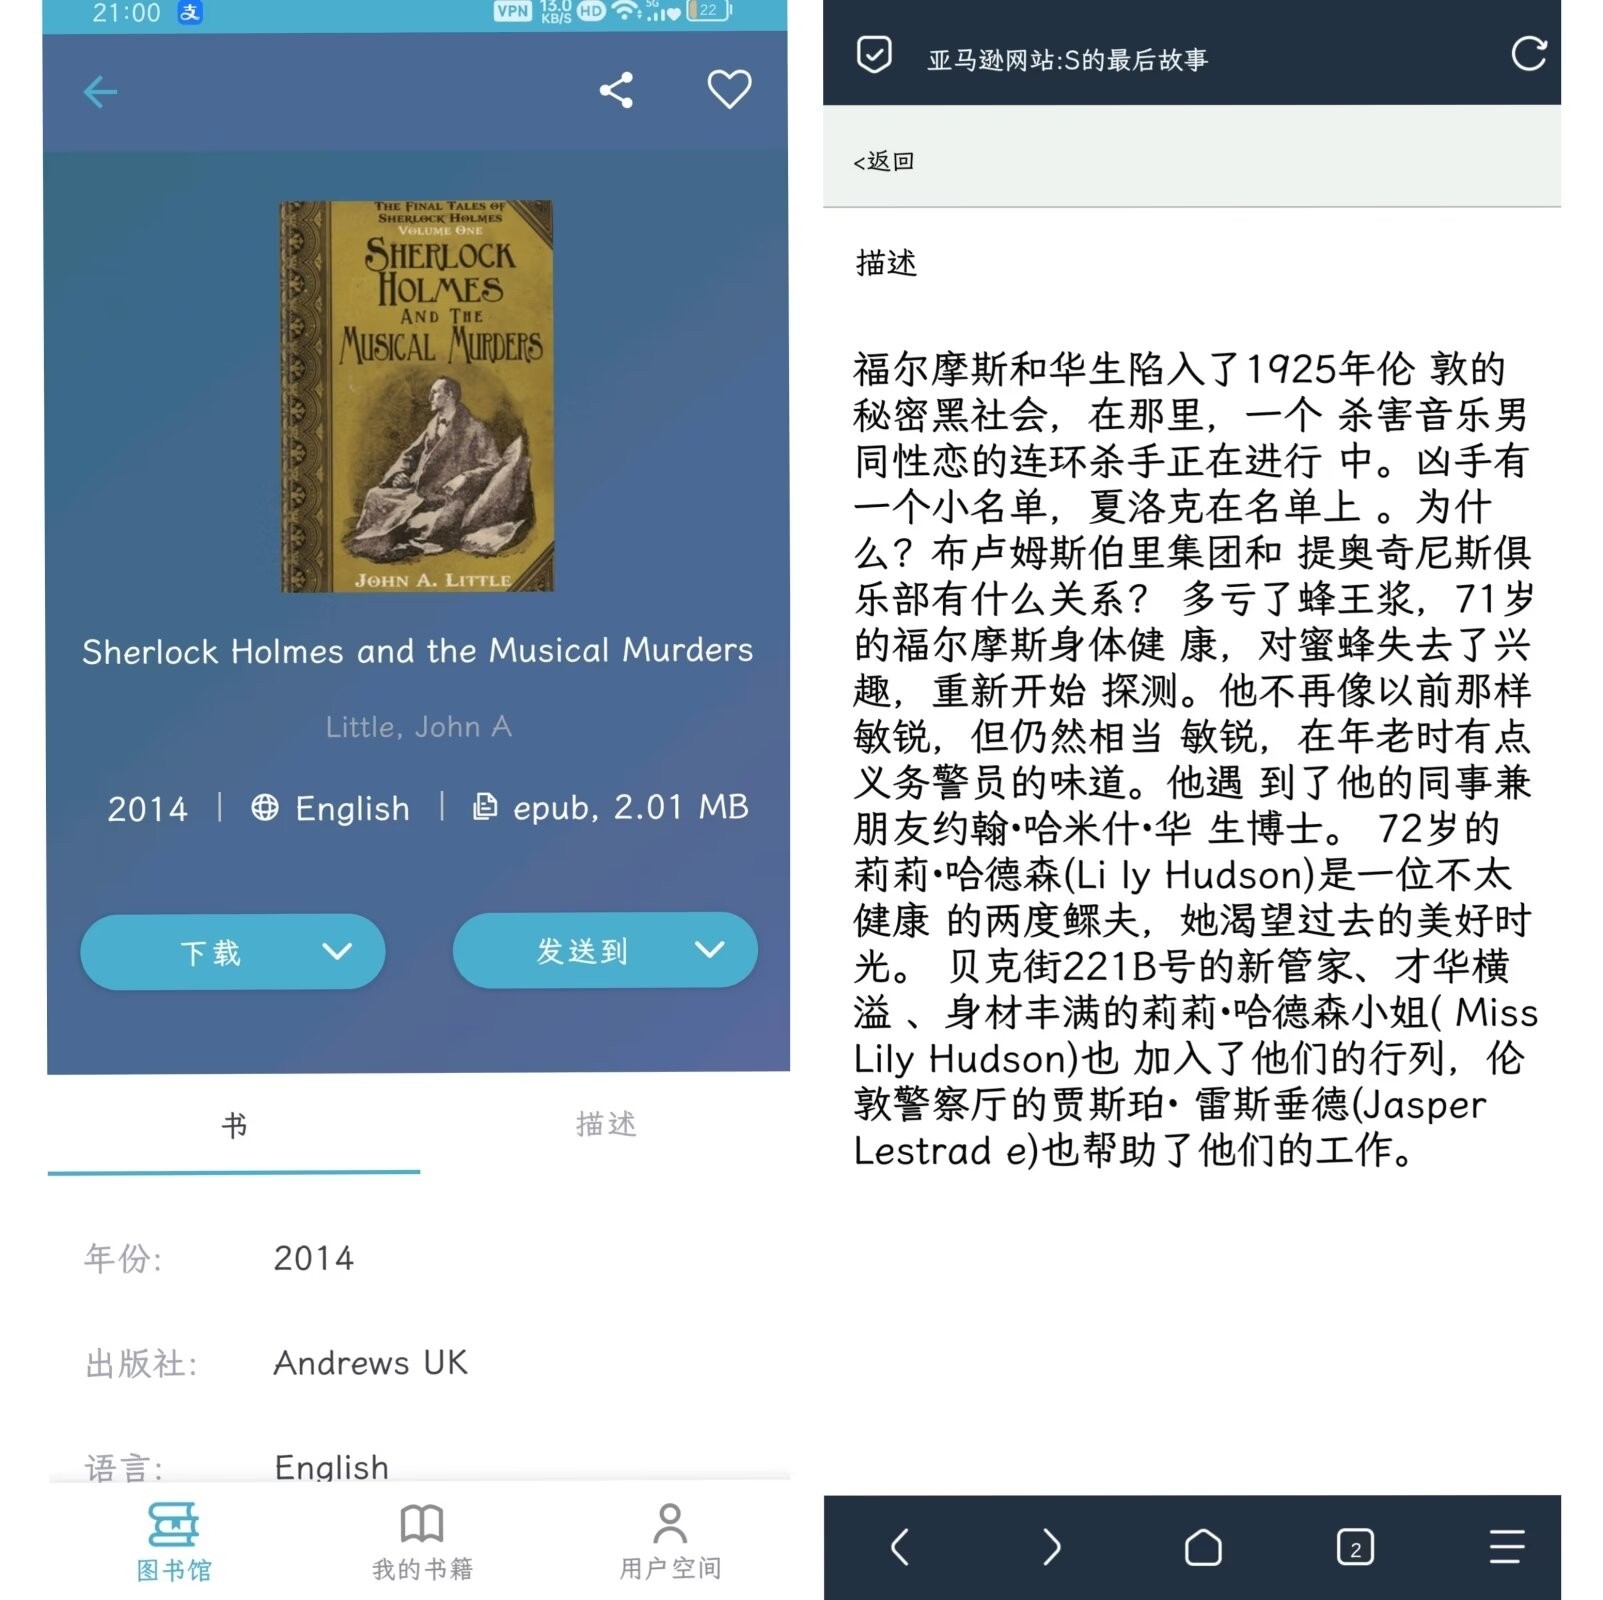 21:00
支
VPN
13.0
KB/S
HD
5G
22
THE FINAL TALES OF
SHERLOCK HOLMES
VOLUME ONE
SHERLOCK
HOLMES
AND THE
MUSICAL MURDERS
JOHN A. LITTLE
Sherlock Holmes and the Musical Murders
Little, John A
2014 | English | epub, 2.01 MB
下载
发送到
书
描述
年份: 2014
出版社: Andrews UK
语言: English
图书馆
我的书籍
用户空间
亚马逊网站:S的最后故事
<返回
描述
福尔摩斯和华生陷入了1925年伦 敦的
秘密黑社会，在那里，一个 杀害音乐男
同性恋的连环杀手正在进行 中。凶手有
一个小名单，夏洛克在名单上 。为什
么？布卢姆斯伯里集团和 提奥奇尼斯俱
乐部有什么关系？ 多亏了蜂王浆，71岁
的福尔摩斯身体健 康，对蜜蜂失去了兴
趣，重新开始 探测。他不再像以前那样
敏锐，但仍然相当 敏锐，在年老时有点
义务警员的味道。他遇 到了他的同事兼
朋友约翰•哈米什•华 生博士。 72岁的
莉莉•哈德森(Li ly Hudson)是一位不太
健康 的两度鳏夫，她渴望过去的美好时
光。 贝克街221B号的新管家、才华横
溢 、身材丰满的莉莉•哈德森小姐( Miss
Lily Hudson)也 加入了他们的行列，伦
敦警察厅的贾斯珀• 雷斯垂德(Jasper
Lestrad e)也帮助了他们的工作。
2